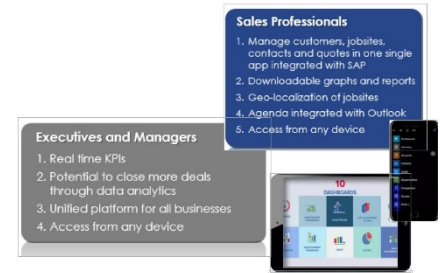 Sales Professionals
1. Manage customers, jobsites,
contacts and quotes in one single
app integrated with SAP
2. Downloadable graphs and reports
3. Geo-localization of jobsites
4. Agenda integrated with Outlook
5. Access from any device
Executives and Managers
1. Real time KPIs
2. Potential to close more deals
through data analytics
3. Unified platform for all businesses
4. Access from any device
10
DASHBOARDS